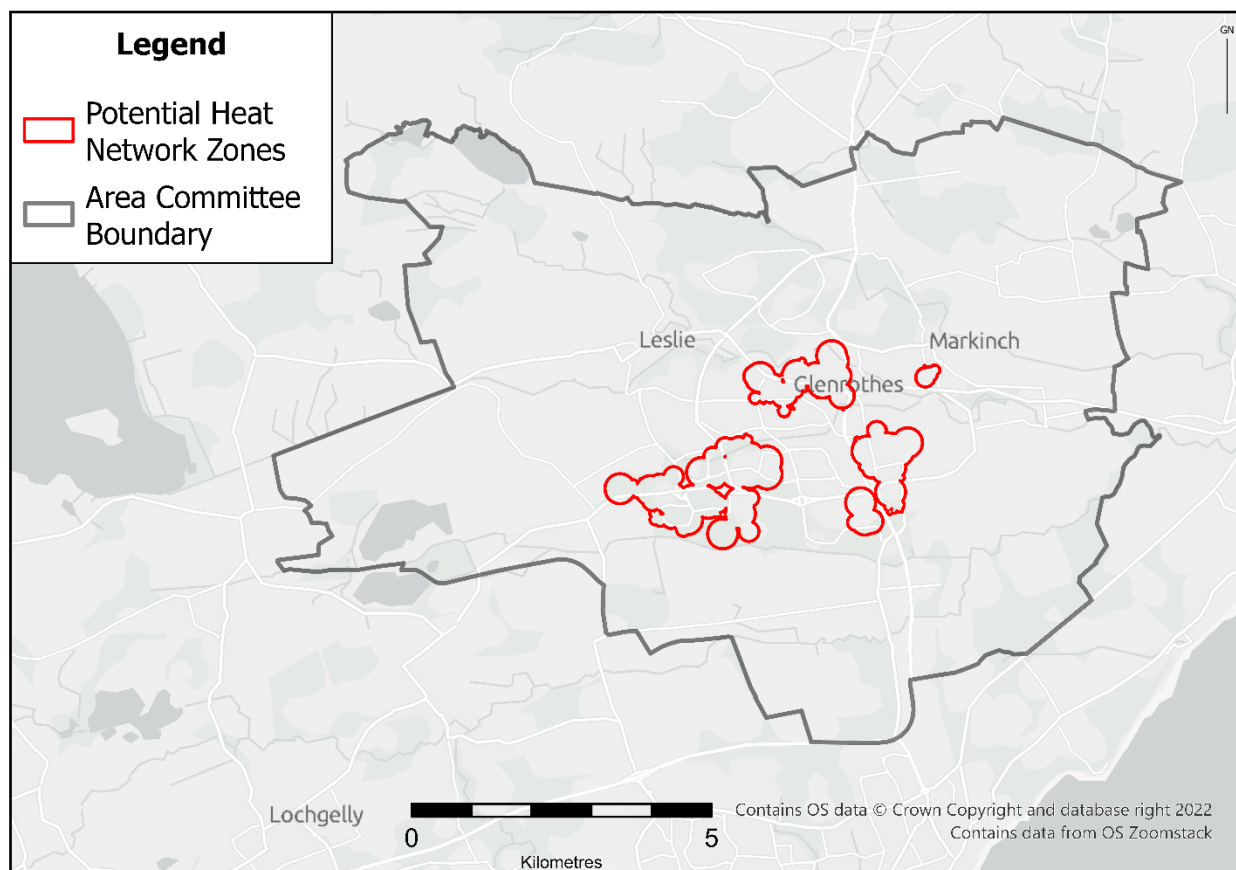 Legend
Potential Heat
Network Zones
Area Committee
Boundary
GN
Leslie
Markinch
Glenrothes
Lochgelly
0
5
Kilometres
Contains OS data © Crown Copyright and database right 2022
Contains data from OS Zoomstack